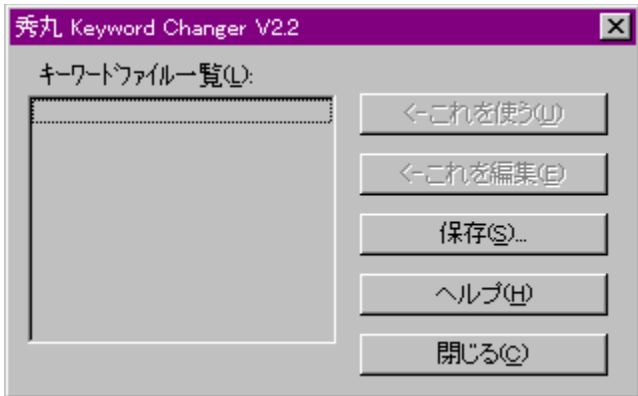 秀丸 Keyword Changer V2.2
キーワードファイル一覧(L):
<-これを使う(U)
<-これを編集(E)
保存(S)...
ヘルプ(H)
閉じる(C)